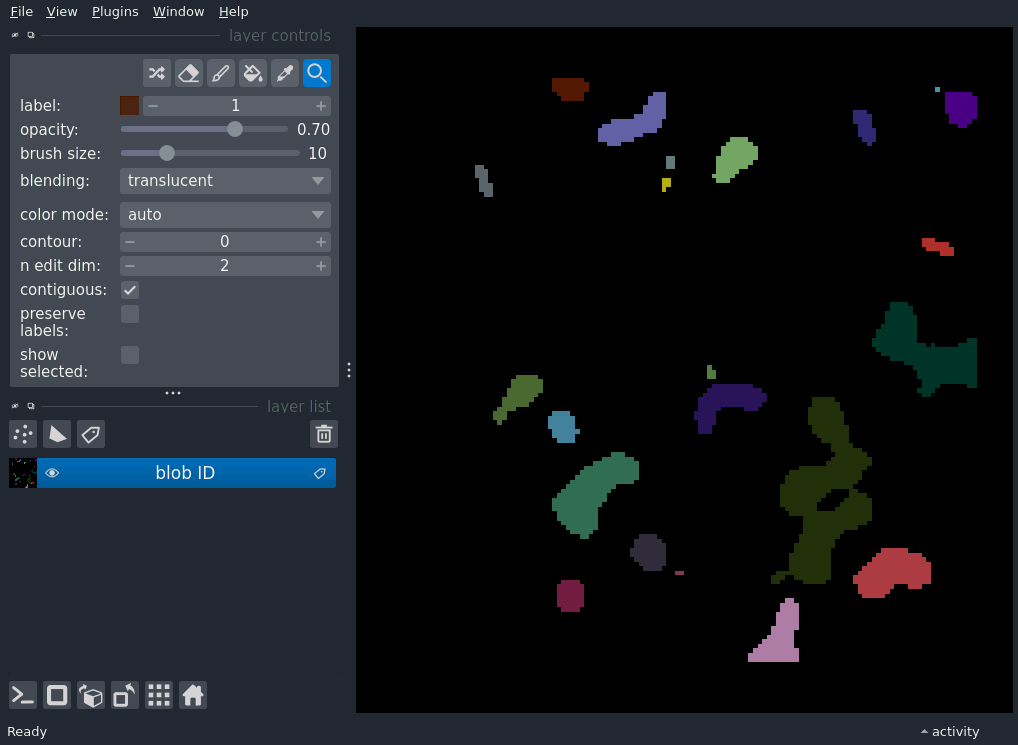 File View Plugins Window Help
layer controls
label: 1
opacity: 0.70
brush size: 10
blending: translucent
color mode: auto
contour: 0
n edit dim: 2
contiguous:
preserve
labels:
show
selected:
layer list
blob ID
Ready
activity